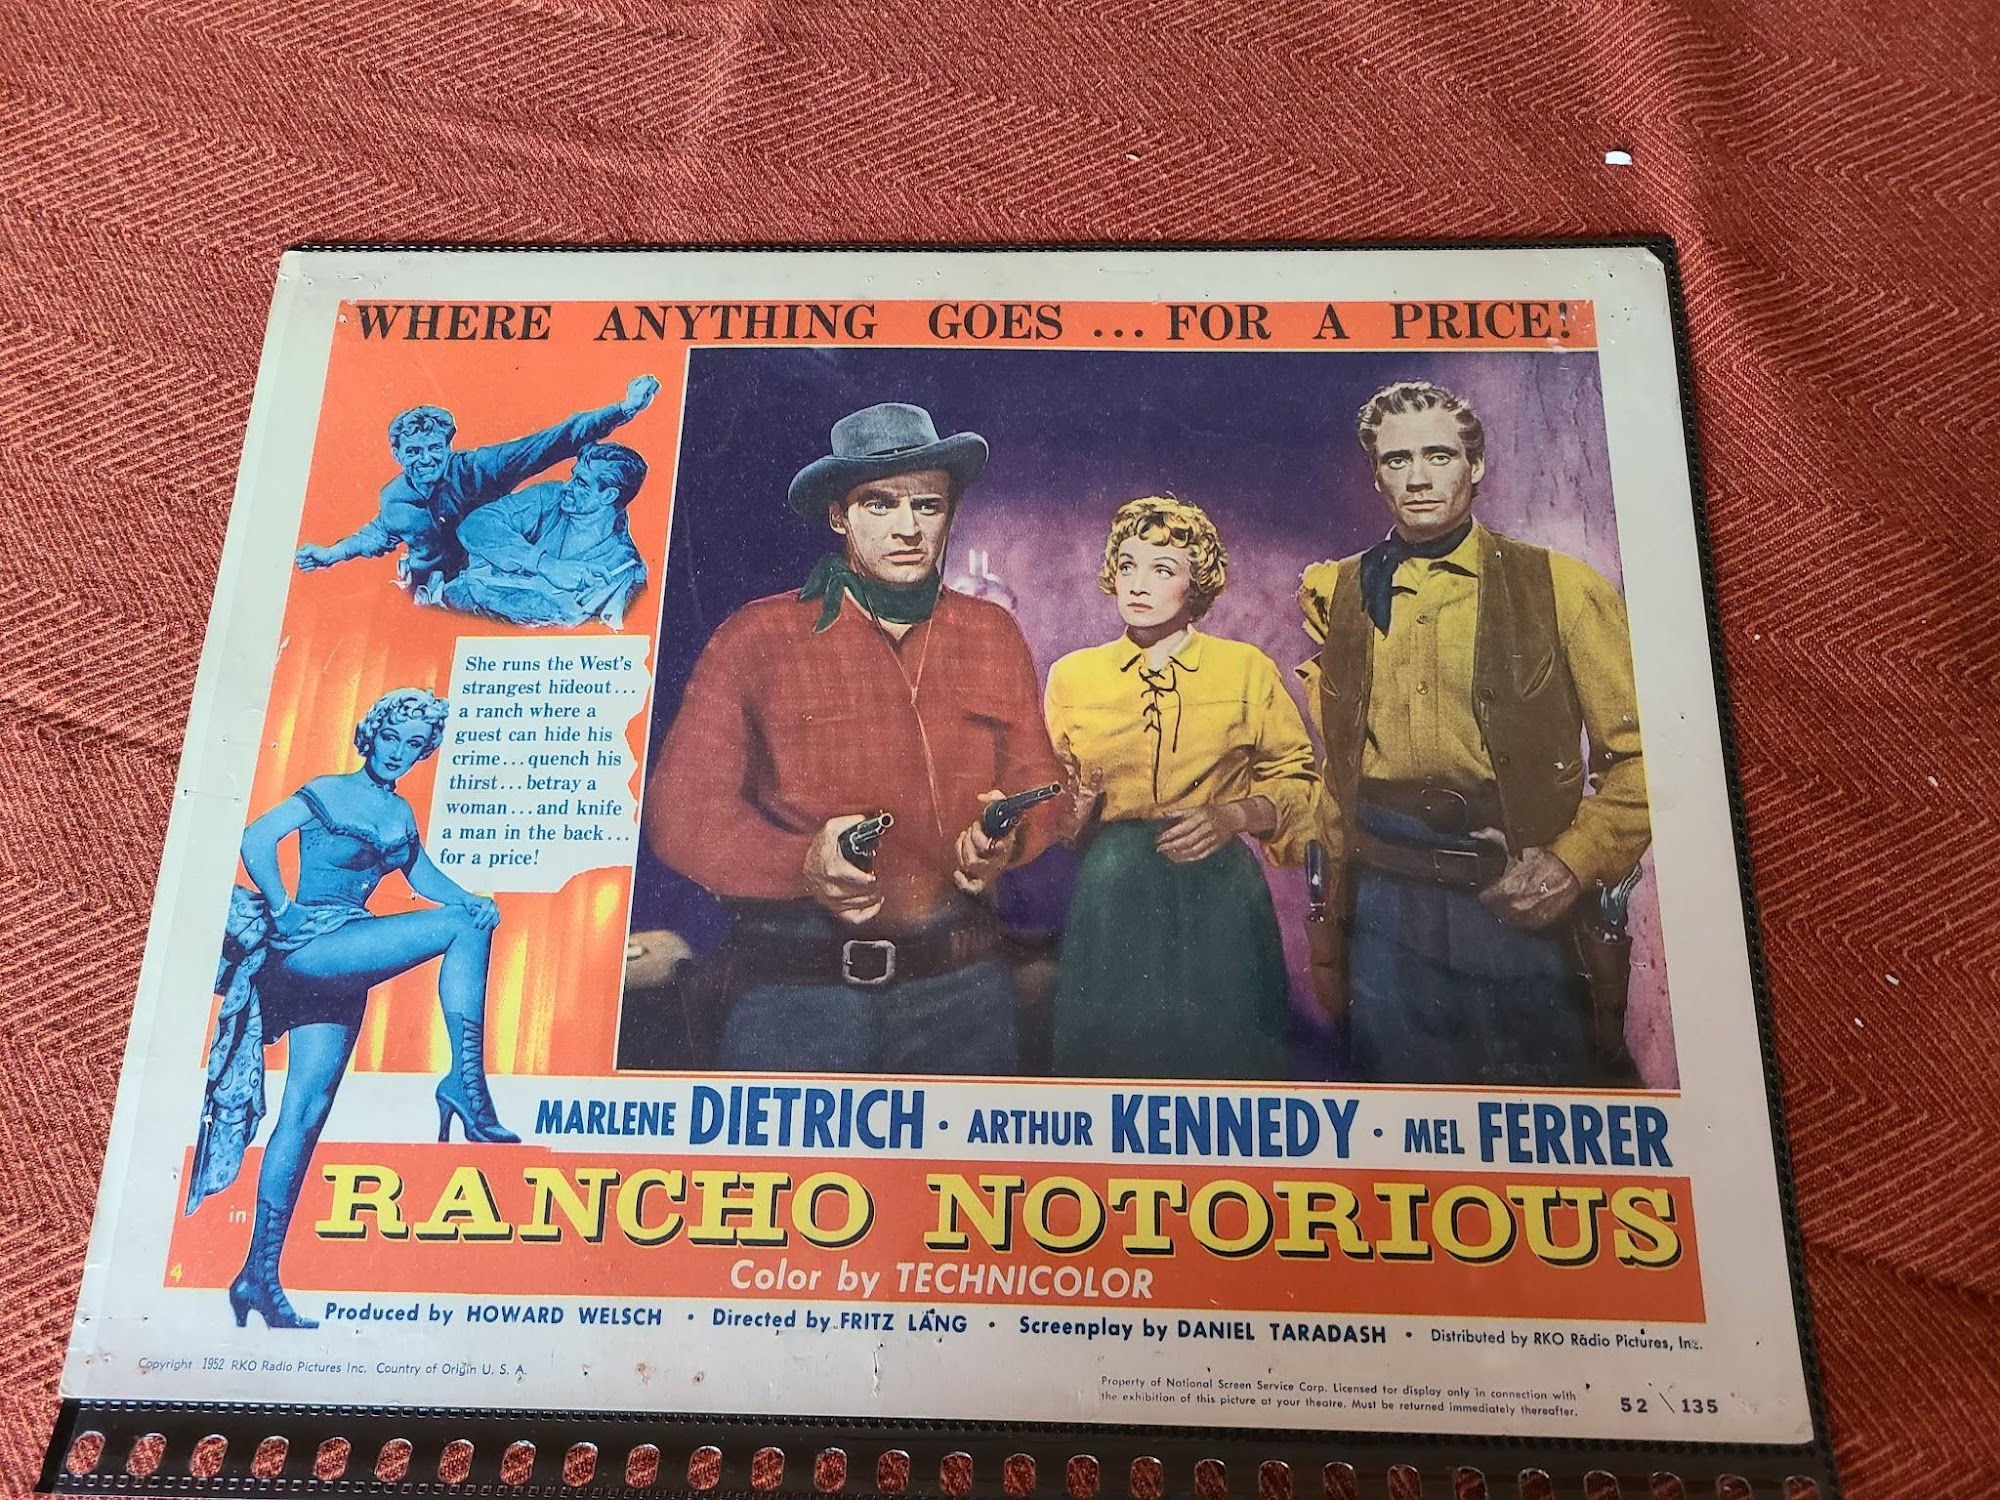 WHERE ANYTHING GOES ... FOR A PRICE!
She runs the West's
strangest hideout...
a ranch where a
guest can hide his
crime...quench his
thirst...betray a
woman...and knife
a man in the back...
for a price!
MARLENE DIETRICH • ARTHUR KENNEDY • MEL FERRER
in RANCHO NOTORIOUS
Color by TECHNICOLOR
4
Produced by HOWARD WELSCH • Directed by FRITZ LANG • Screenplay by DANIEL TARADASH • Distributed by RKO Radio Pictures, Inc.
Copyright 1952 RKO Radio Pictures Inc. Country of Origin U. S. A.
Property of National Screen Service Corp. Licensed for display only in connection with
the exhibition of this picture at your theatre. Must be returned immediately thereafter.
52 \ 135